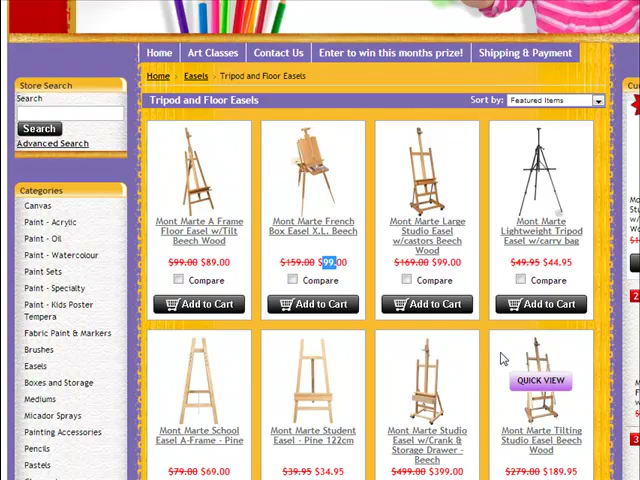 Home
Art Classes
Contact Us
Enter to win this months prize!
Shipping & Payment
Home
Easels
Tripod and Floor Easels
Store Search
Search
Search
Advanced Search
Categories
Canvas
Paint - Acrylic
Paint - Oil
Paint - Watercolour
Paint Sets
Paint - Specialty
Paint - Kids Poster
Tempera
Fabric Paint & Markers
Brushes
Easels
Boxes and Storage
Mediums
Micador Sprays
Painting Accessories
Pencils
Pastels
Tripod and Floor Easels
Sort by:
Featured Items
Mont Marte A Frame
Floor Easel w/Tilt
Beech Wood
$99.00 $89.00
Compare
Add to Cart
Mont Marte French
Box Easel X.L. Beech
$159.00 $99.00
Compare
Add to Cart
Mont Marte Large
Studio Easel
w/castors Beech
Wood
$169.00 $99.00
Compare
Add to Cart
Mont Marte
Lightweight Tripod
Easel w/carry bag
$49.95 $44.95
Compare
Add to Cart
Mont Marte School
Easel A-Frame - Pine
$79.00 $69.00
Mont Marte Student
Easel - Pine 122cm
$39.95 $34.95
Mont Marte Studio
Easel w/Crank &
Storage Drawer -
Beech
$499.00 $399.00
QUICK VIEW
Mont Marte Tilting
Studio Easel Beech
Wood
$279.00 $189.95